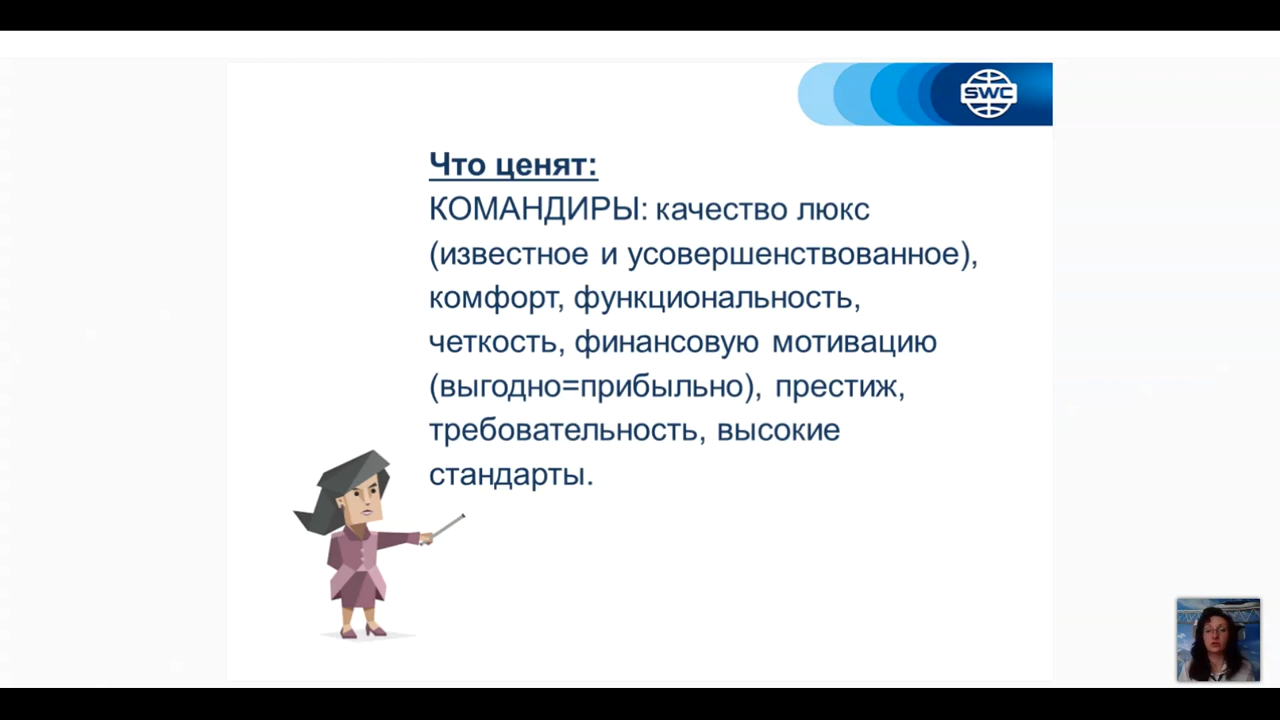 SWC
Что ценят:
КОМАНДИРЫ: качество люкс
(известное и усовершенствованное),
комфорт, функциональность,
четкость, финансовую мотивацию
(выгодно=прибыльно), престиж,
требовательность, высокие
стандарты.